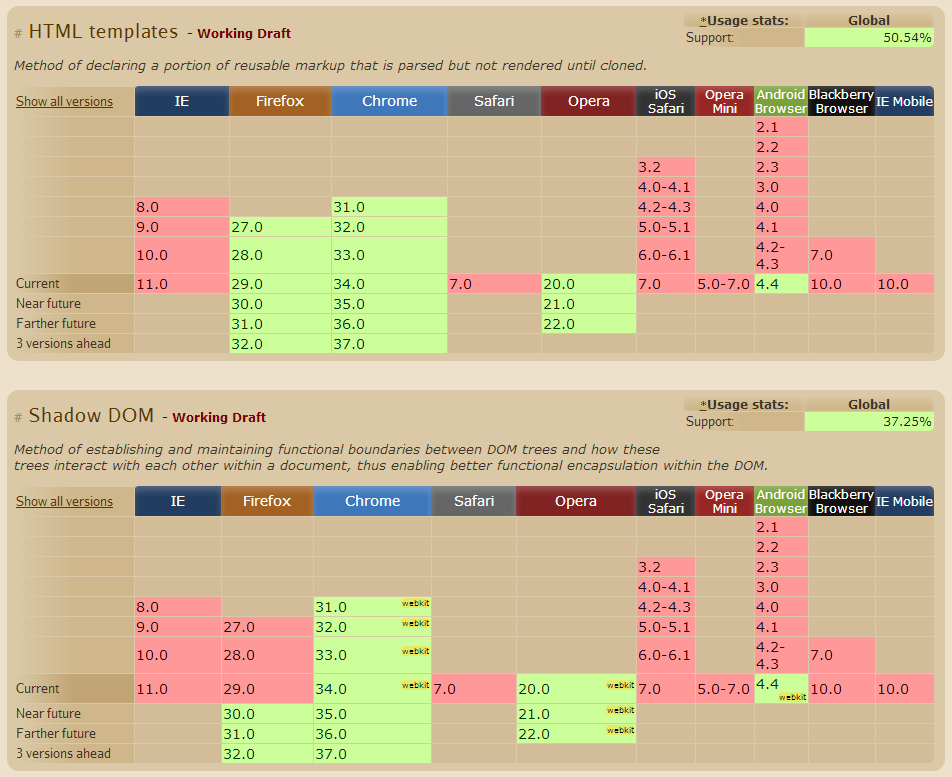 # HTML templates - Working Draft
*Usage stats: Global
Support: 50.54%
Method of declaring a portion of reusable markup that is parsed but not rendered until cloned.
Show all versions IE Firefox Chrome Safari Opera iOS Safari Opera Mini Android Browser Blackberry Browser IE Mobile
2.1
2.2
3.2 2.3
4.0-4.1 3.0
8.0 31.0 4.2-4.3 4.0
9.0 27.0 32.0 5.0-5.1 4.1
10.0 28.0 33.0 6.0-6.1 4.2-4.3 7.0
Current 11.0 29.0 34.0 7.0 20.0 7.0 5.0-7.0 4.4 10.0 10.0
Near future 30.0 35.0 21.0
Farther future 31.0 36.0 22.0
3 versions ahead 32.0 37.0
# Shadow DOM - Working Draft
*Usage stats: Global
Support: 37.25%
Method of establishing and maintaining functional boundaries between DOM trees and how these
trees interact with each other within a document, thus enabling better functional encapsulation within the DOM.
Show all versions IE Firefox Chrome Safari Opera iOS Safari Opera Mini Android Browser Blackberry Browser IE Mobile
2.1
2.2
3.2 2.3
4.0-4.1 3.0
8.0 31.0 webkit 4.2-4.3 4.0
9.0 27.0 32.0 webkit 5.0-5.1 4.1
10.0 28.0 33.0 webkit 6.0-6.1 4.2-4.3 7.0
Current 11.0 29.0 34.0 webkit 7.0 20.0 webkit 7.0 5.0-7.0 4.4 webkit 10.0 10.0
Near future 30.0 35.0 21.0 webkit
Farther future 31.0 36.0 22.0 webkit
3 versions ahead 32.0 37.0